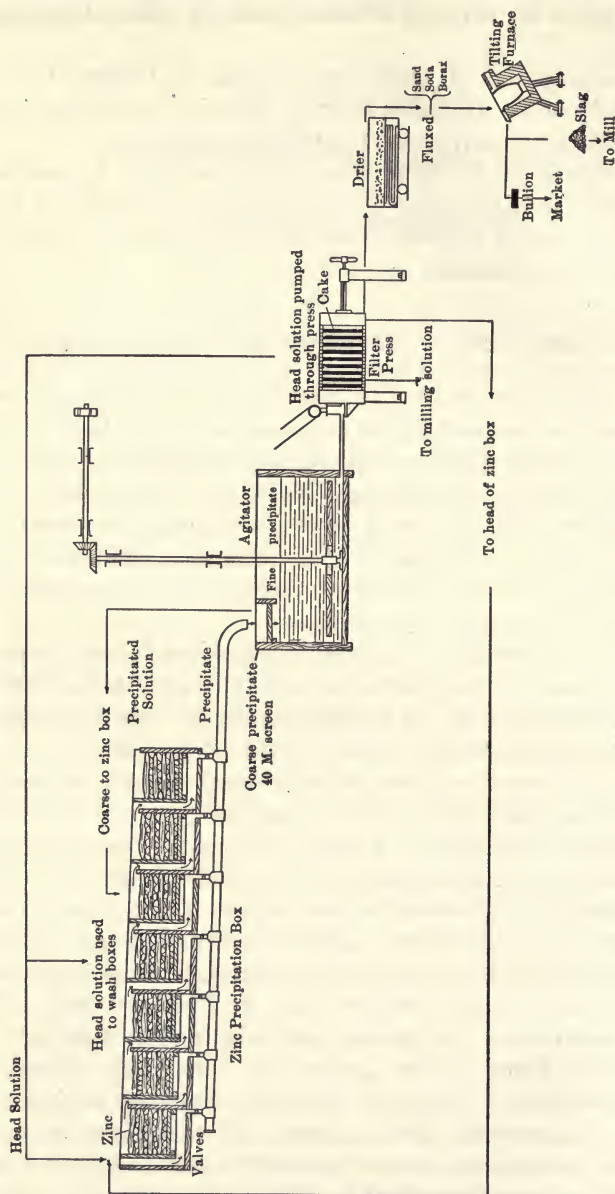 Head Solution
Zinc
Valves
Head solution used
to wash boxes
Coarse to zinc box
Precipitated
Solution
Precipitate
Zinc Precipitation Box
Coarse precipitate
40 M. screen
Agitator
Fine precipitate
Head solution pumped
through press
Cake
Filter
Press
To milling solution
To head of zinc box
Drier
Fluxed
Sand
Soda
Borax
Tilting
Furnace
Bullion
Market
Slag
To Mill